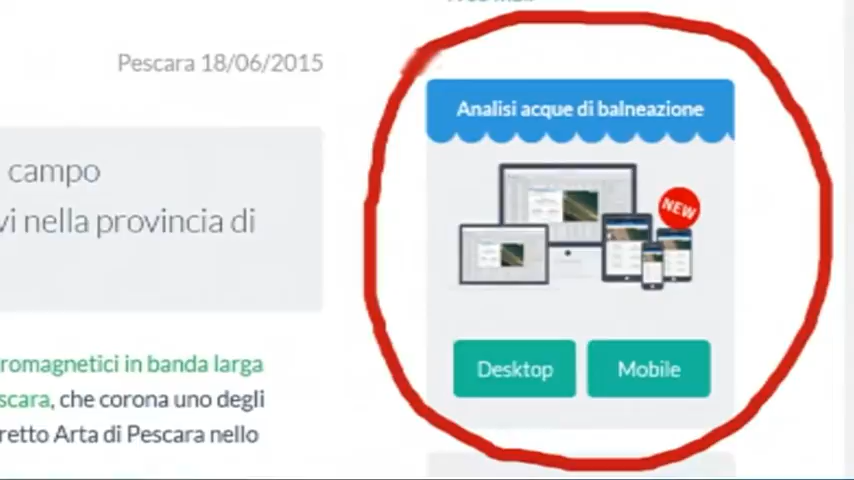 Pescara 18/06/2015
campo
vi nella provincia di
romagnetici in banda larga
scara, che corona uno degli
retto Arta di Pescara nello
Analisi acque di balneazione
NEW
Desktop
Mobile